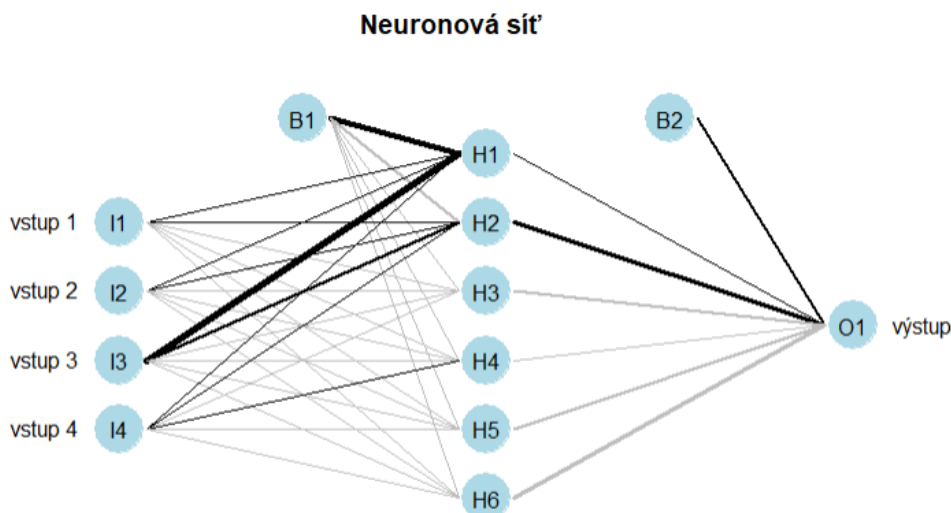 Neuronová síť
B1
B2
H1
vstup 1
I1
H2
vstup 2
I2
H3
O1
výstup
vstup 3
I3
H4
vstup 4
I4
H5
H6